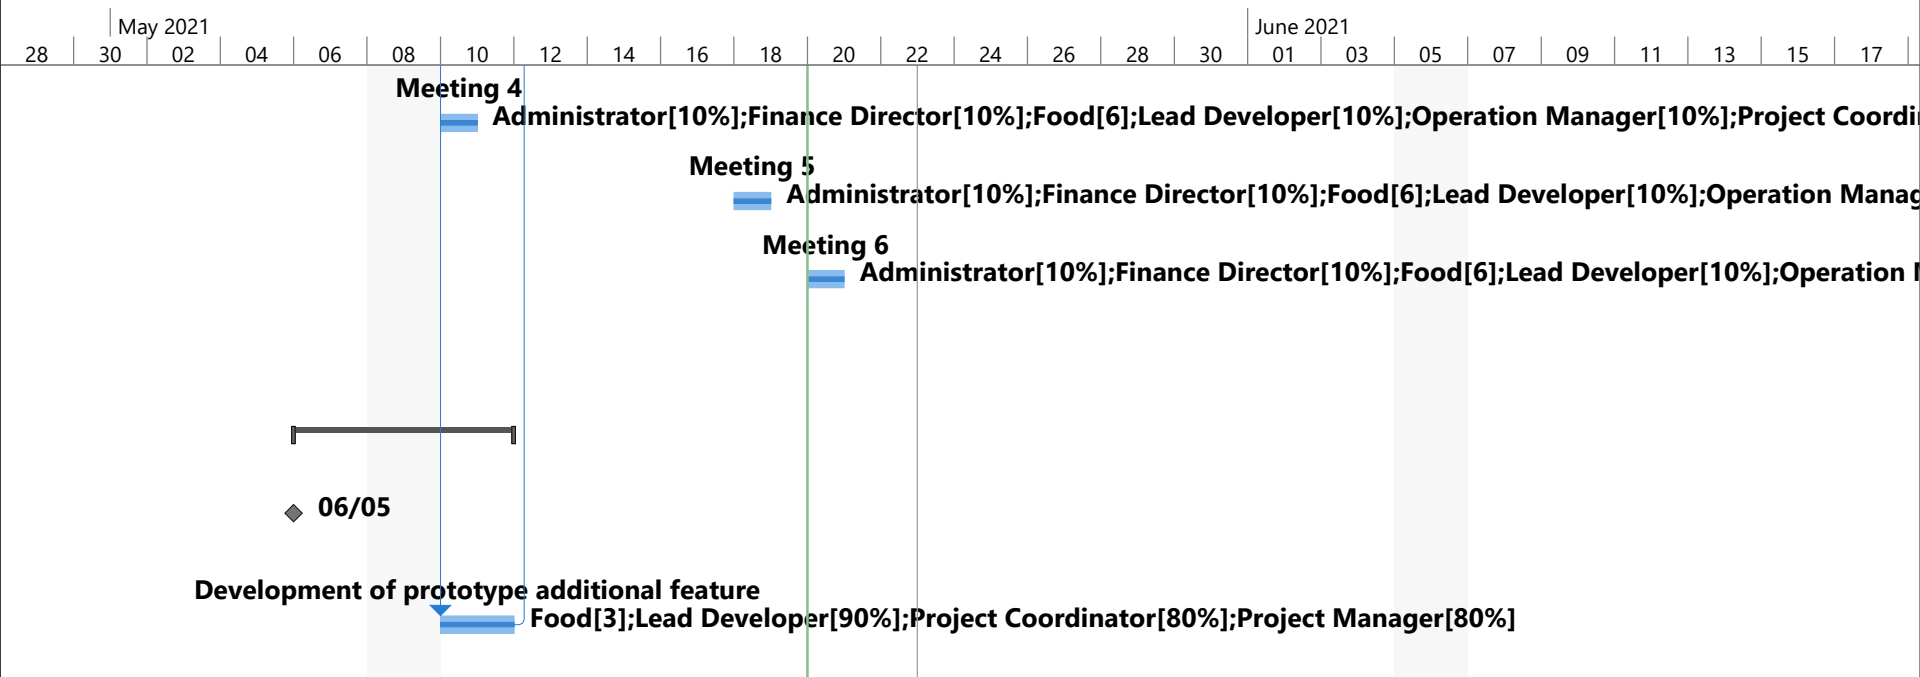 May 2021 June 2021
28 30 02 04 06 08 10 12 14 16 18 20 22 24 26 28 30 01 03 05 07 09 11 13 15 17
Meeting 4
Administrator[10%];Finance Director[10%];Food[6];Lead Developer[10%];Operation Manager[10%];Project
Meeting 5
Administrator[10%];Finance Director[10%];Food[6];Lead Developer[10%];Operation
Meeting 6
Administrator[10%];Finance Director[10%];Food[6];Lead Developer[10%];Operation
06/05
Development of prototype additional feature
Food[3];Lead Developer[90%];Project Coordinator[80%];Project Manager[80%]